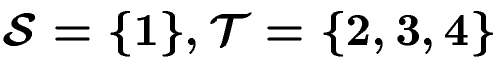 𝓢 = {1}, 𝓣 = {2, 3, 4}